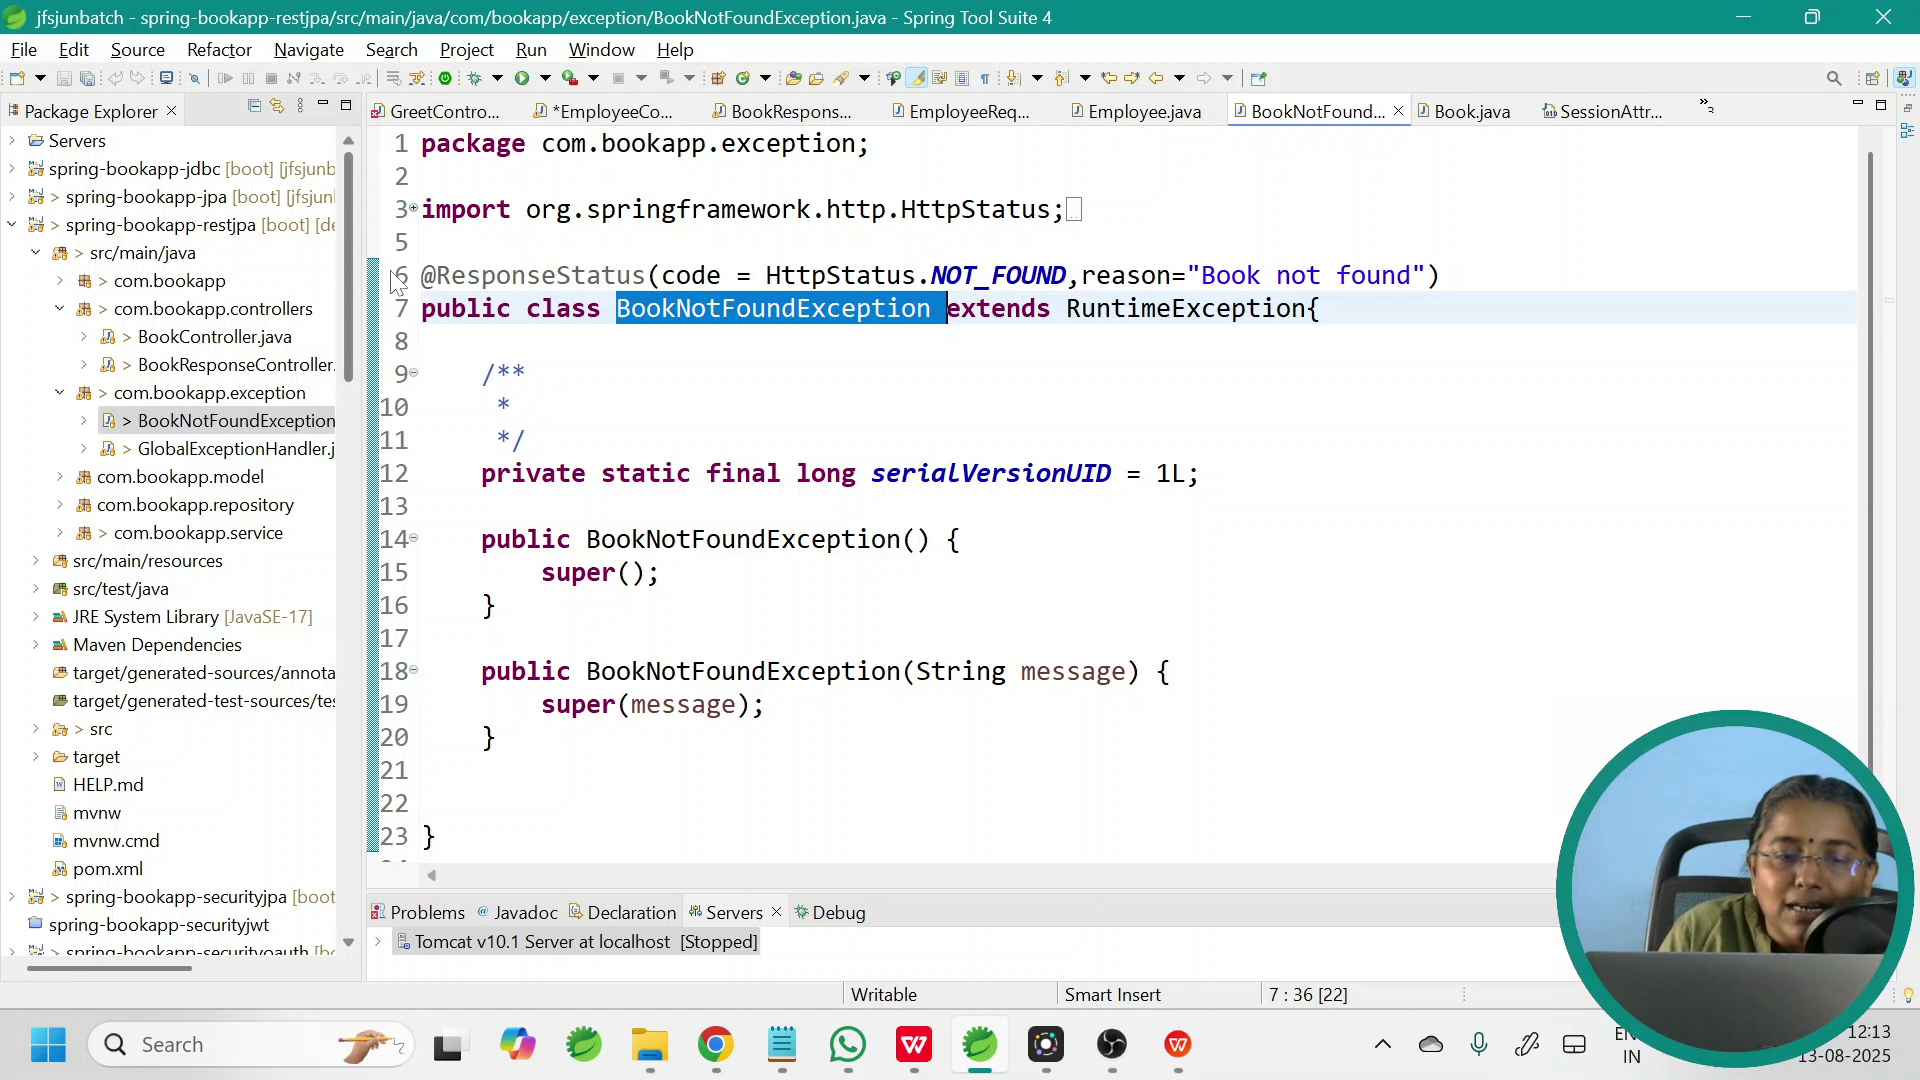 jfsjunbatch - spring-bookapp-restjpa/src/main/java/com/bookapp/exception/BookNotFoundException.java - Spring Tool Suite 4
File Edit Source Refactor Navigate Search Project Run Window Help
Package Explorer
GreetContro... *EmployeeCo... BookRespons... EmployeeReq... Employee.java BookNotFound... Book.java SessionAttr...
Servers
spring-bookapp-jdbc [boot] [jfsjunb
> spring-bookapp-jpa [boot] [jfsjun
> spring-bookapp-restjpa [boot] [de
> src/main/java
> com.bookapp
> com.bookapp.controllers
> BookController.java
> BookResponseController.
> com.bookapp.exception
> BookNotFoundException
> GlobalExceptionHandler.j
com.bookapp.model
com.bookapp.repository
> com.bookapp.service
src/main/resources
src/test/java
JRE System Library [JavaSE-17]
Maven Dependencies
target/generated-sources/annota
target/generated-test-sources/tes
> src
target
HELP.md
mvnw
mvnw.cmd
pom.xml
> spring-bookapp-securityjpa [boot
spring-bookapp-securityjwt
> spring-bookapp-securityoauth [b
1 package com.bookapp.exception;
2
3 import org.springframework.http.HttpStatus;
5
6 @ResponseStatus(code = HttpStatus.NOT_FOUND,reason="Book not found")
7 public class BookNotFoundException extends RuntimeException{
8
9 /**
10 *
11 */
12 private static final long serialVersionUID = 1L;
13
14 public BookNotFoundException() {
15 super();
16 }
17
18 public BookNotFoundException(String message) {
19 super(message);
20 }
21
22
23 }
Problems Javadoc Declaration Servers Debug
Tomcat v10.1 Server at localhost [Stopped]
Writable Smart Insert 7 : 36 [22]
Search
EN
IN
12:13
13-08-2025